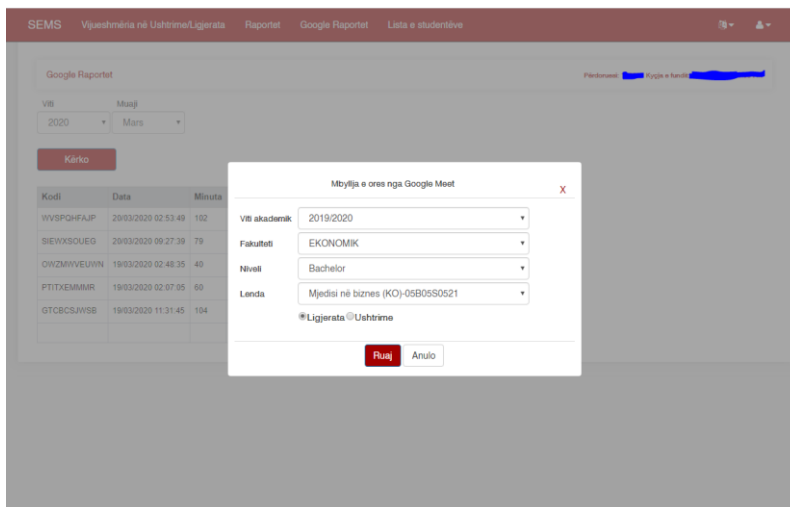 SEMS Vijueshmëria në Ushtrime/Ligjerata Raportet Google Raportet Lista e studentëve
Google Raportet Përdoruesi: Kyçja e fundit:
Viti Muaji
2020 Mars
Kërko
Mbyllja e ores nga Google Meet X
Viti akademik 2019/2020
Fakulteti EKONOMIK
Niveli Bachelor
Lenda Mjedisi në biznes (KO)-05B05S0521
Ligjerata Ushtrime
Ruaj Anulo
Kodi Data Minuta
WVSPQHFAJP 20/03/2020 02:53:49 102
SIEWXSOUEG 20/03/2020 09:27:39 79
OWZMWVEUWN 19/03/2020 02:48:35 40
PTITXEMMMR 19/03/2020 02:07:05 60
GTCBCSJWSB 19/03/2020 11:31:45 104